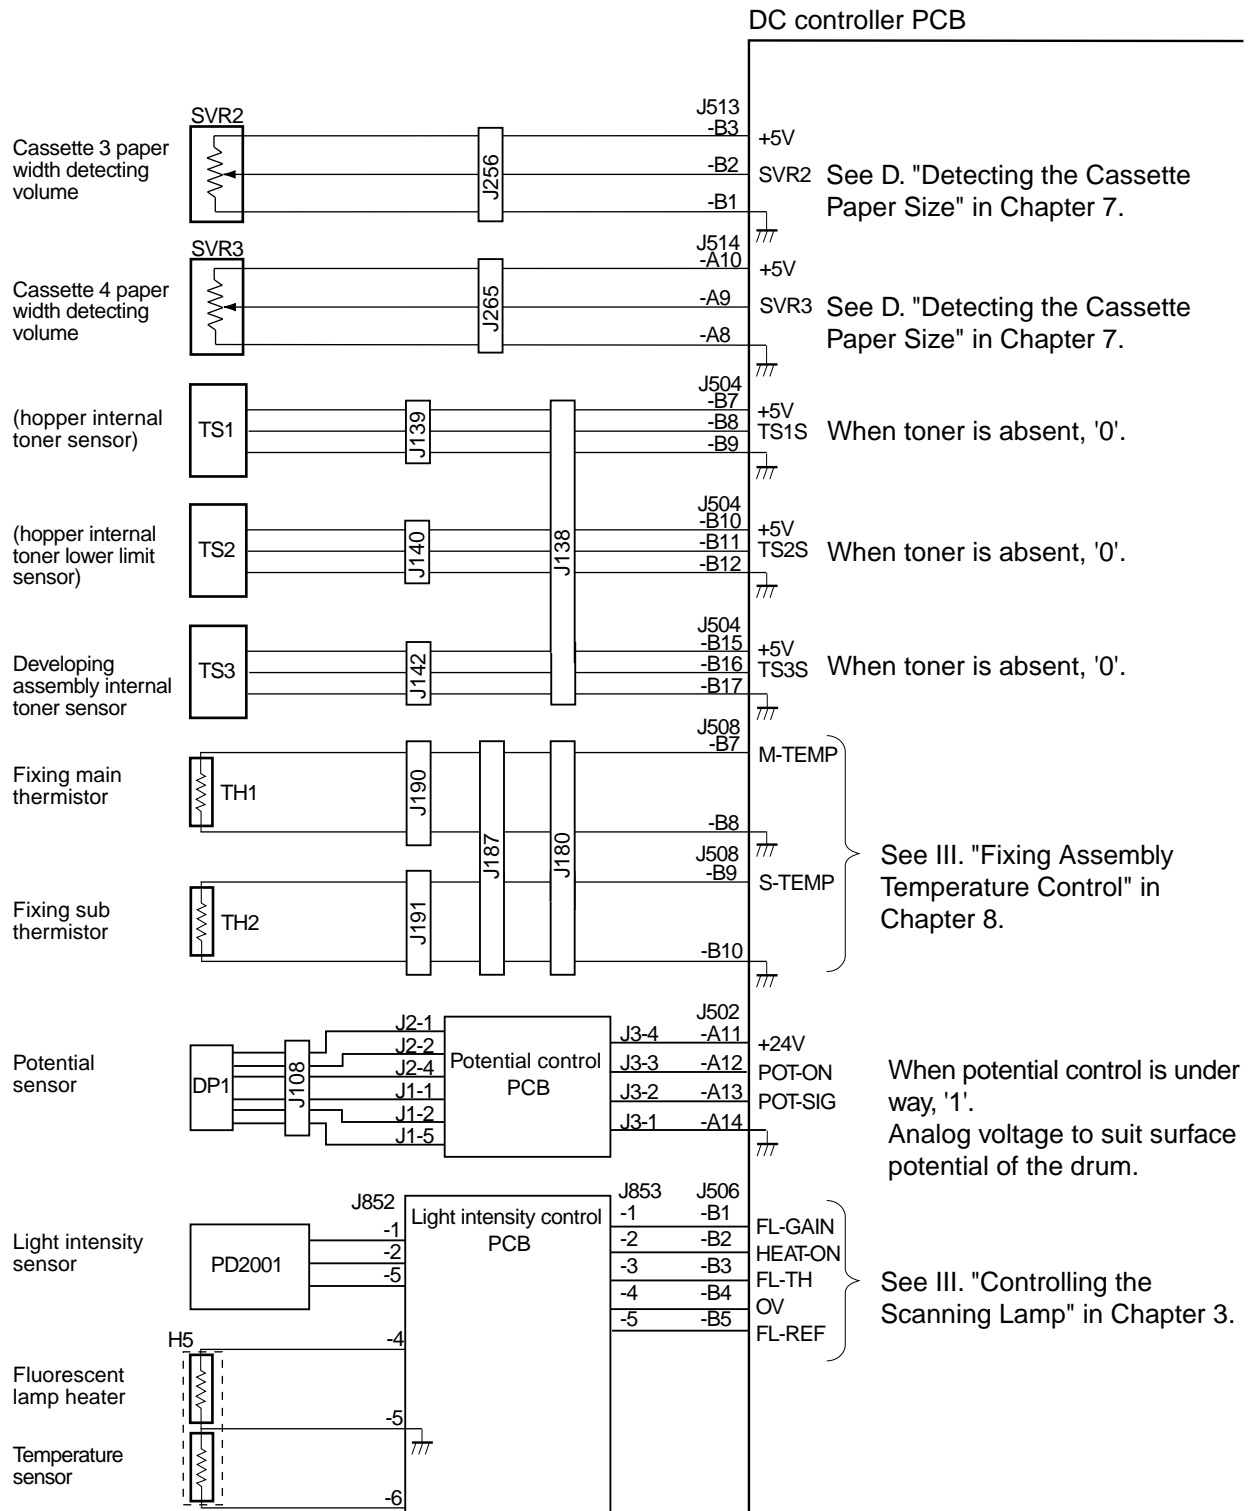 DC controller PCB
SVR2
J513
Cassette 3 paper
width detecting
volume
J256
-B3
+5V
-B2
SVR2
See D. "Detecting the Cassette
Paper Size" in Chapter 7.
-B1
SVR3
J514
-A10
+5V
Cassette 4 paper
width detecting
volume
J265
-A9
SVR3
See D. "Detecting the Cassette
Paper Size" in Chapter 7.
-A8
(hopper internal
toner sensor)
TS1
J139
J504
-B7
+5V
-B8
TS1S
When toner is absent, '0'.
-B9
(hopper internal
toner lower limit
sensor)
TS2
J140
J138
J504
-B10
+5V
-B11
TS2S
When toner is absent, '0'.
-B12
Developing
assembly internal
toner sensor
TS3
J142
J504
-B15
+5V
-B16
TS3S
When toner is absent, '0'.
-B17
Fixing main
thermistor
TH1
J190
J187
J180
J508
-B7
M-TEMP
-B8
See III. "Fixing Assembly
Temperature Control" in
Chapter 8.
Fixing sub
thermistor
TH2
J191
J508
-B9
S-TEMP
-B10
Potential
sensor
DP1
J108
J2-1
J2-2
J2-4
J1-1
J1-2
J1-5
Potential control
PCB
J502
J3-4
-A11
+24V
J3-3
-A12
POT-ON
J3-2
-A13
POT-SIG
J3-1
-A14
When potential control is under
way, '1'.
Analog voltage to suit surface
potential of the drum.
Light intensity
sensor
PD2001
J852
-1
-2
-5
Light intensity control
PCB
J853
J506
-1
-B1
FL-GAIN
-2
-B2
HEAT-ON
-3
-B3
FL-TH
-4
-B4
OV
-5
-B5
FL-REF
See III. "Controlling the
Scanning Lamp" in Chapter 3.
H5
-4
Fluorescent
lamp heater
-5
Temperature
sensor
-6